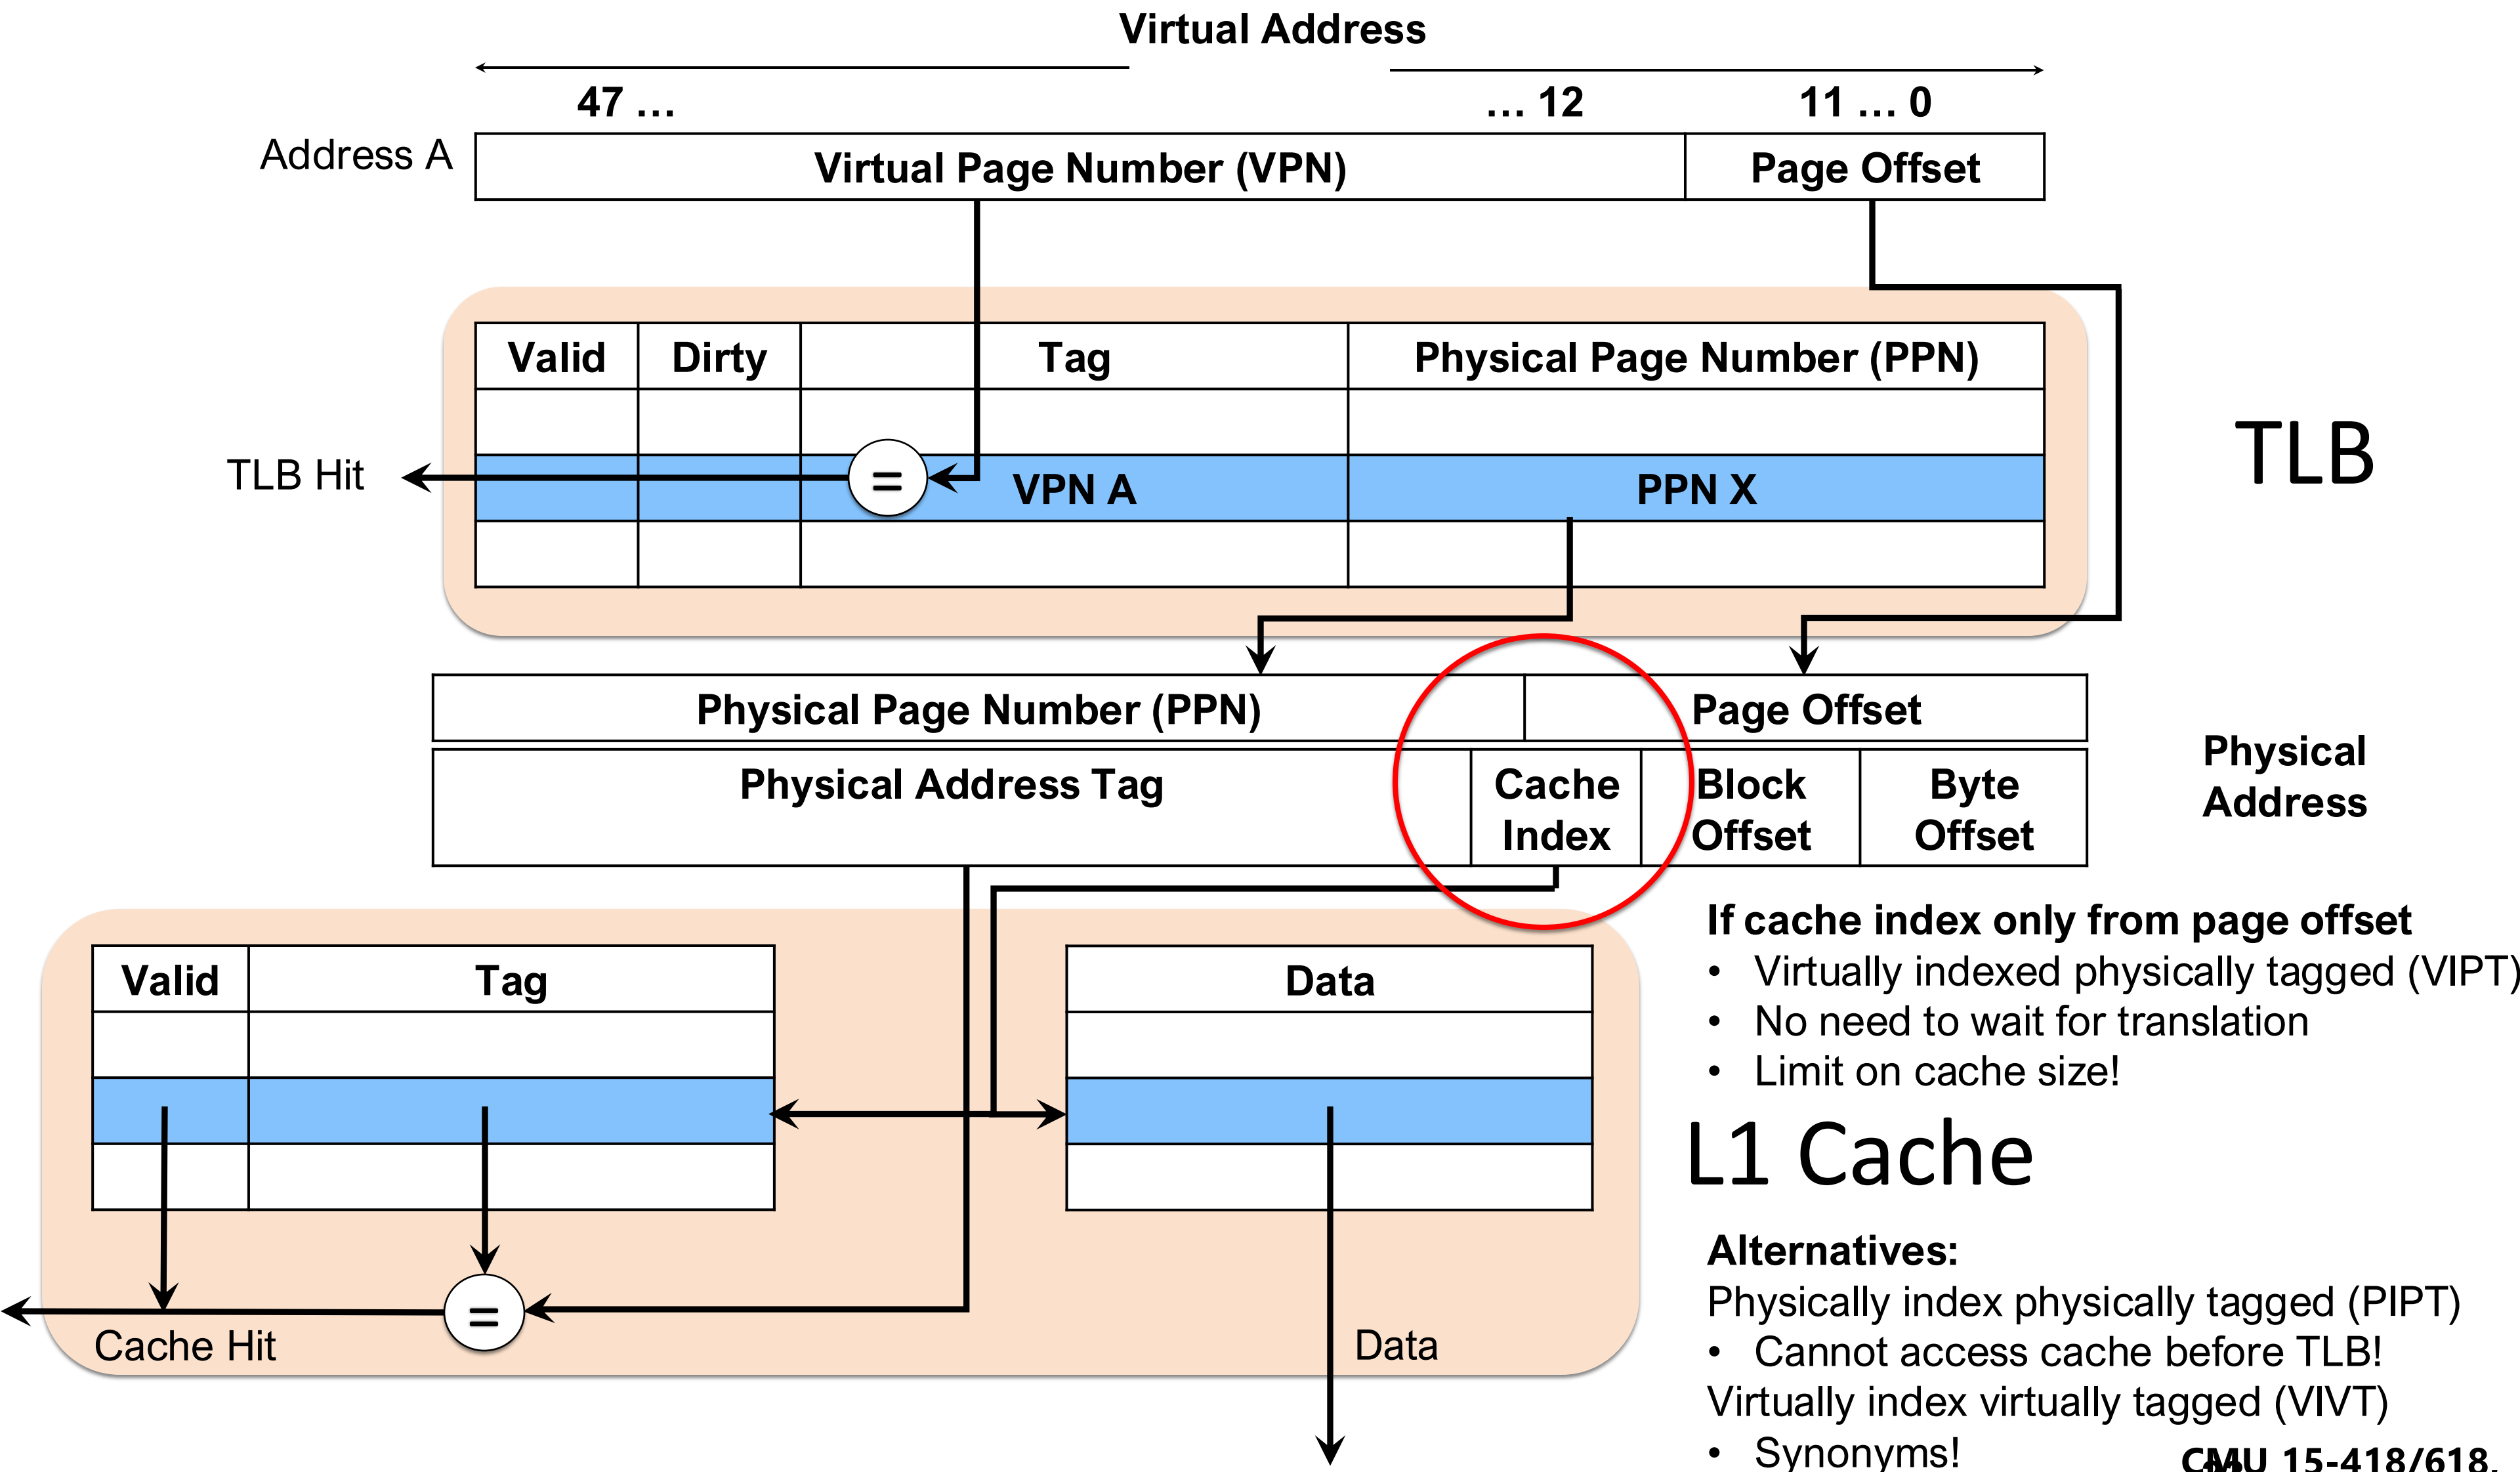 Virtual Address
47 ...
... 12
11 ... 0
Address A
Virtual Page Number (VPN)
Page Offset
Valid
Dirty
Tag
Physical Page Number (PPN)
TLB Hit
=
VPN A
PPN X
TLB
Physical Page Number (PPN)
Page Offset
Physical Address Tag
Cache
Index
Block
Offset
Byte
Offset
Physical
Address
Valid
Tag
Data
=
Cache Hit
Data
If cache index only from page offset
• Virtually indexed physically tagged (VIPT)
• No need to wait for translation
• Limit on cache size!
L1 Cache
Alternatives:
Physically index physically tagged (PIPT)
• Cannot access cache before TLB!
Virtually index virtually tagged (VIVT)
• Synonyms!
CMU 15-418/618,